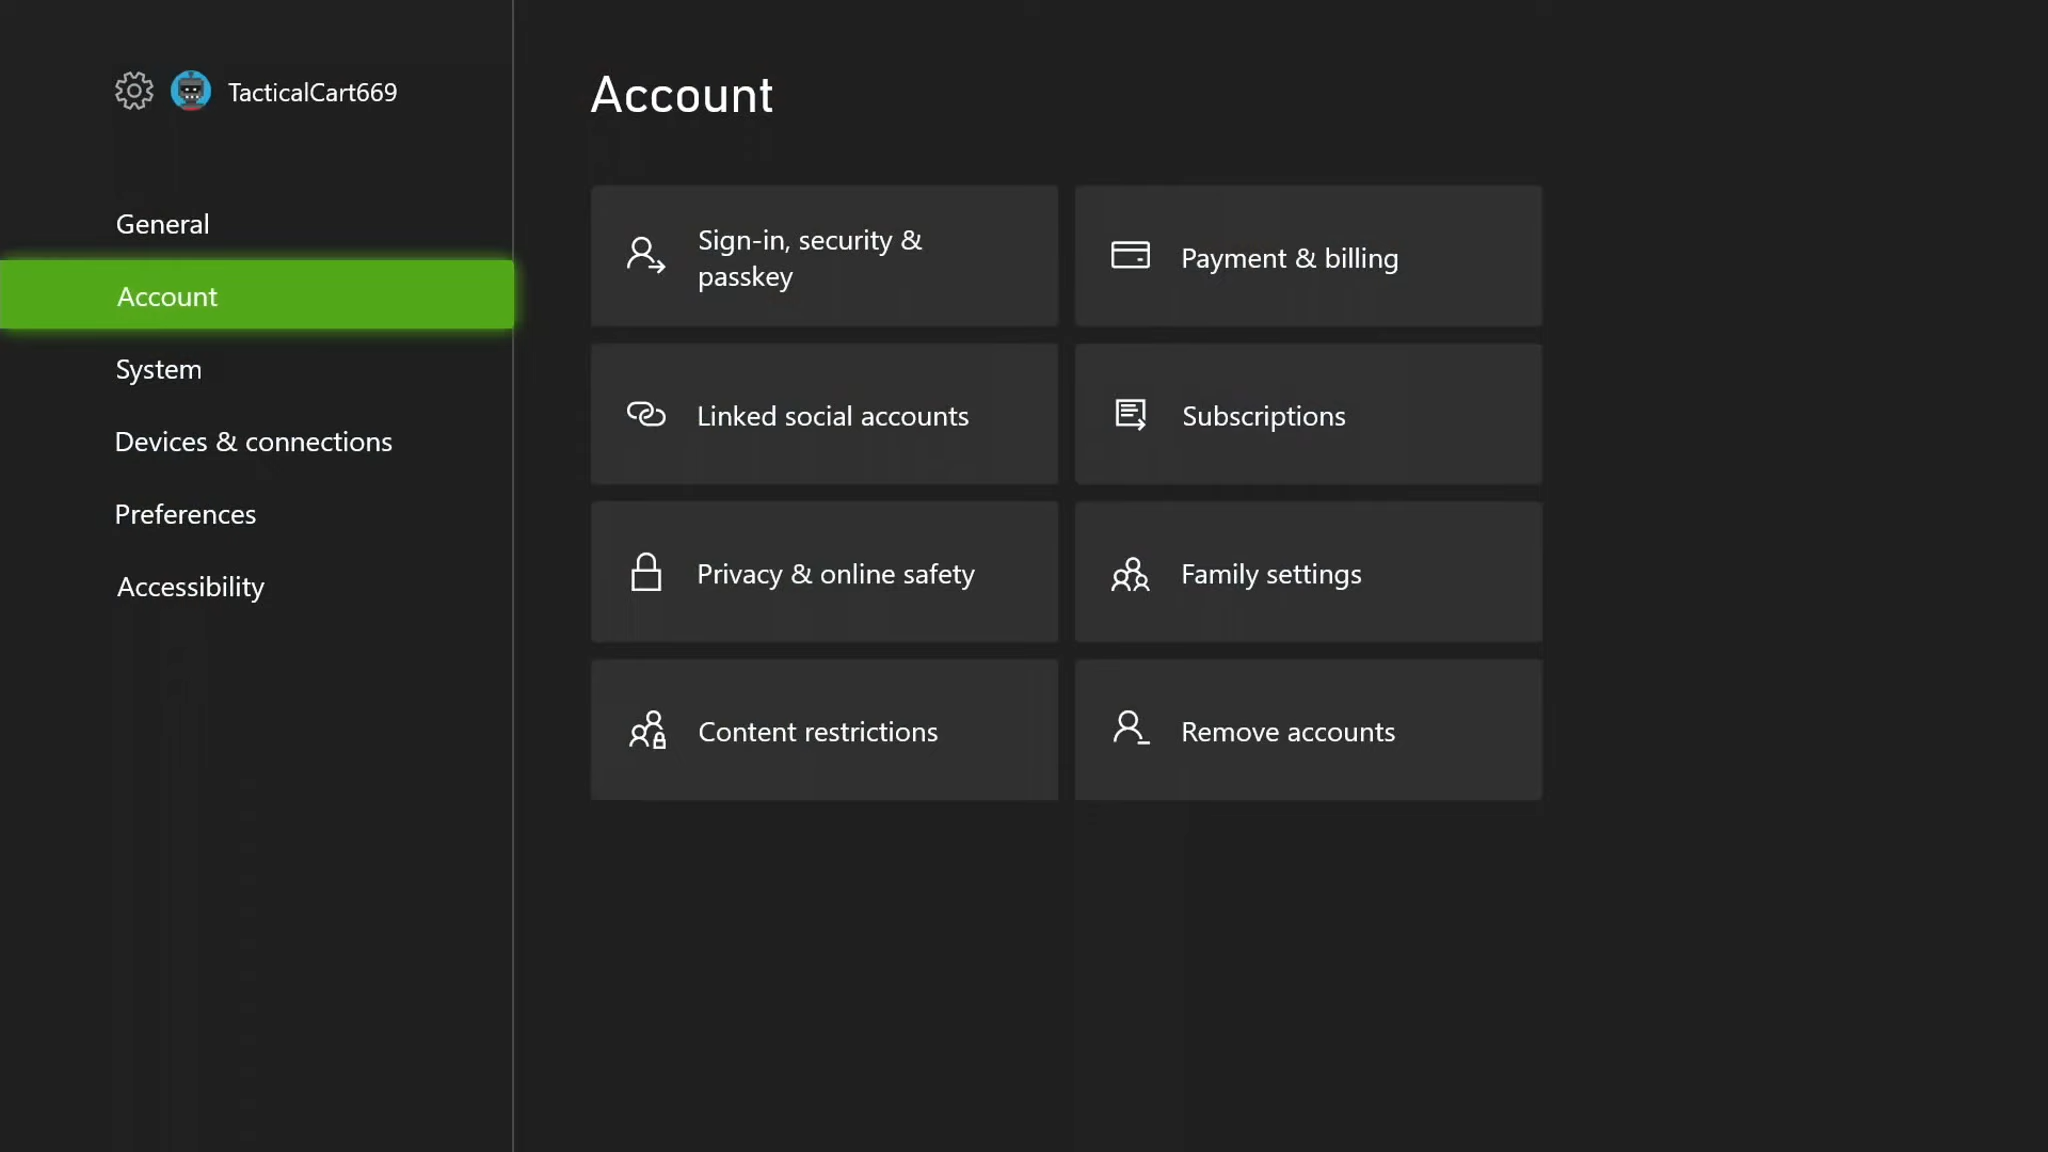 TacticalCart669
General
Account
System
Devices & connections
Preferences
Accessibility
Account
Sign-in, security &
passkey
Payment & billing
Linked social accounts
Subscriptions
Privacy & online safety
Family settings
Content restrictions
Remove accounts